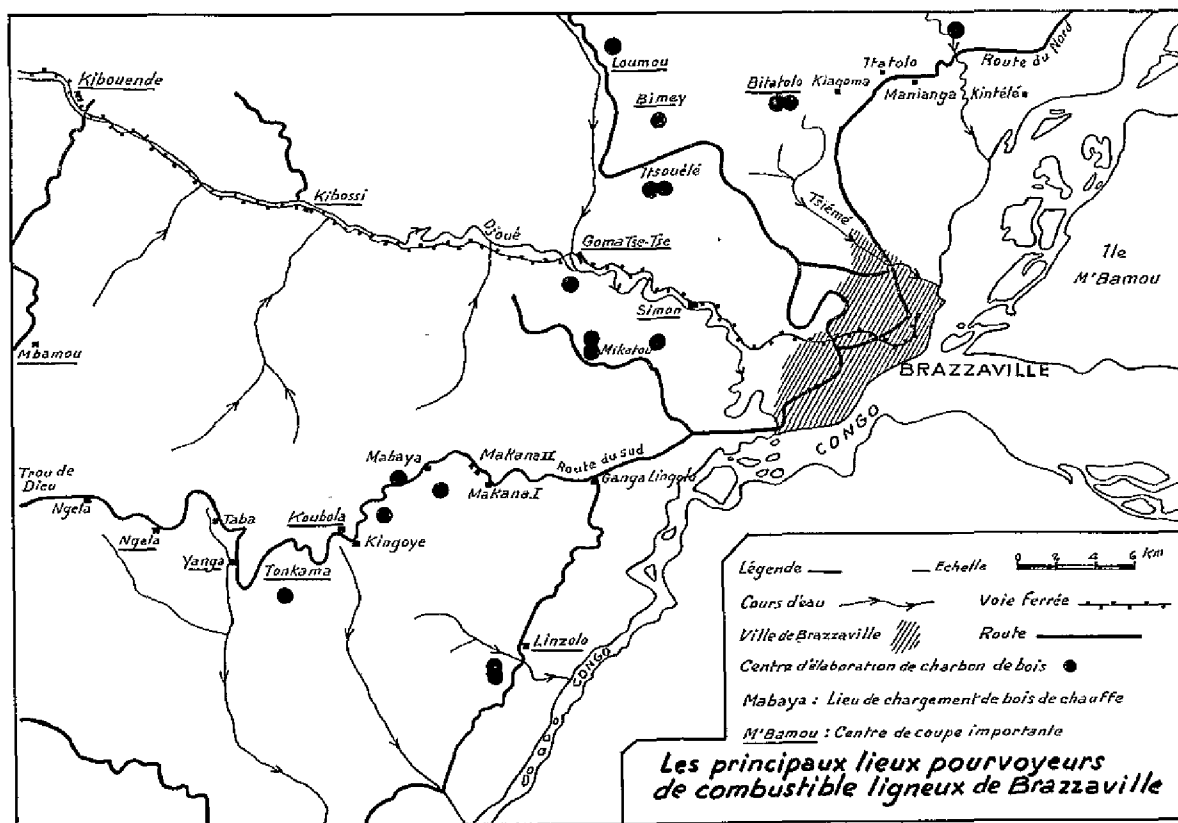 Route du Nord
Loumou
Itatolo
Kibouende
Bimey
Bitatolo
Kiagoma
Manianga
Kintélé
Itsouélé
Kibossi
Tsiémé
Djoué
Goma Tse-Tse
Ile
M'Bamou
Simon
Mbamou
Mikatou
BRAZZAVILLE
CONGO
Trou de
Dieu
Mabaya
Makana II
Route du sud
Makana I
Ganga Lingolo
Ngela
Taba
Koubola
Ngela
Kingoye
Yanga
Tonkama
Linzolo
CONGO
Légende
Echelle 0 2 4 6 Km
Cours d'eau
Voie ferrée
Ville de Brazzaville
Route
Centre d'élaboration de charbon de bois
Mabaya : Lieu de chargement de bois de chauffe
M'Bamou : Centre de coupe importante
Les principaux lieux pourvoyeurs
de combustible ligneux de Brazzaville